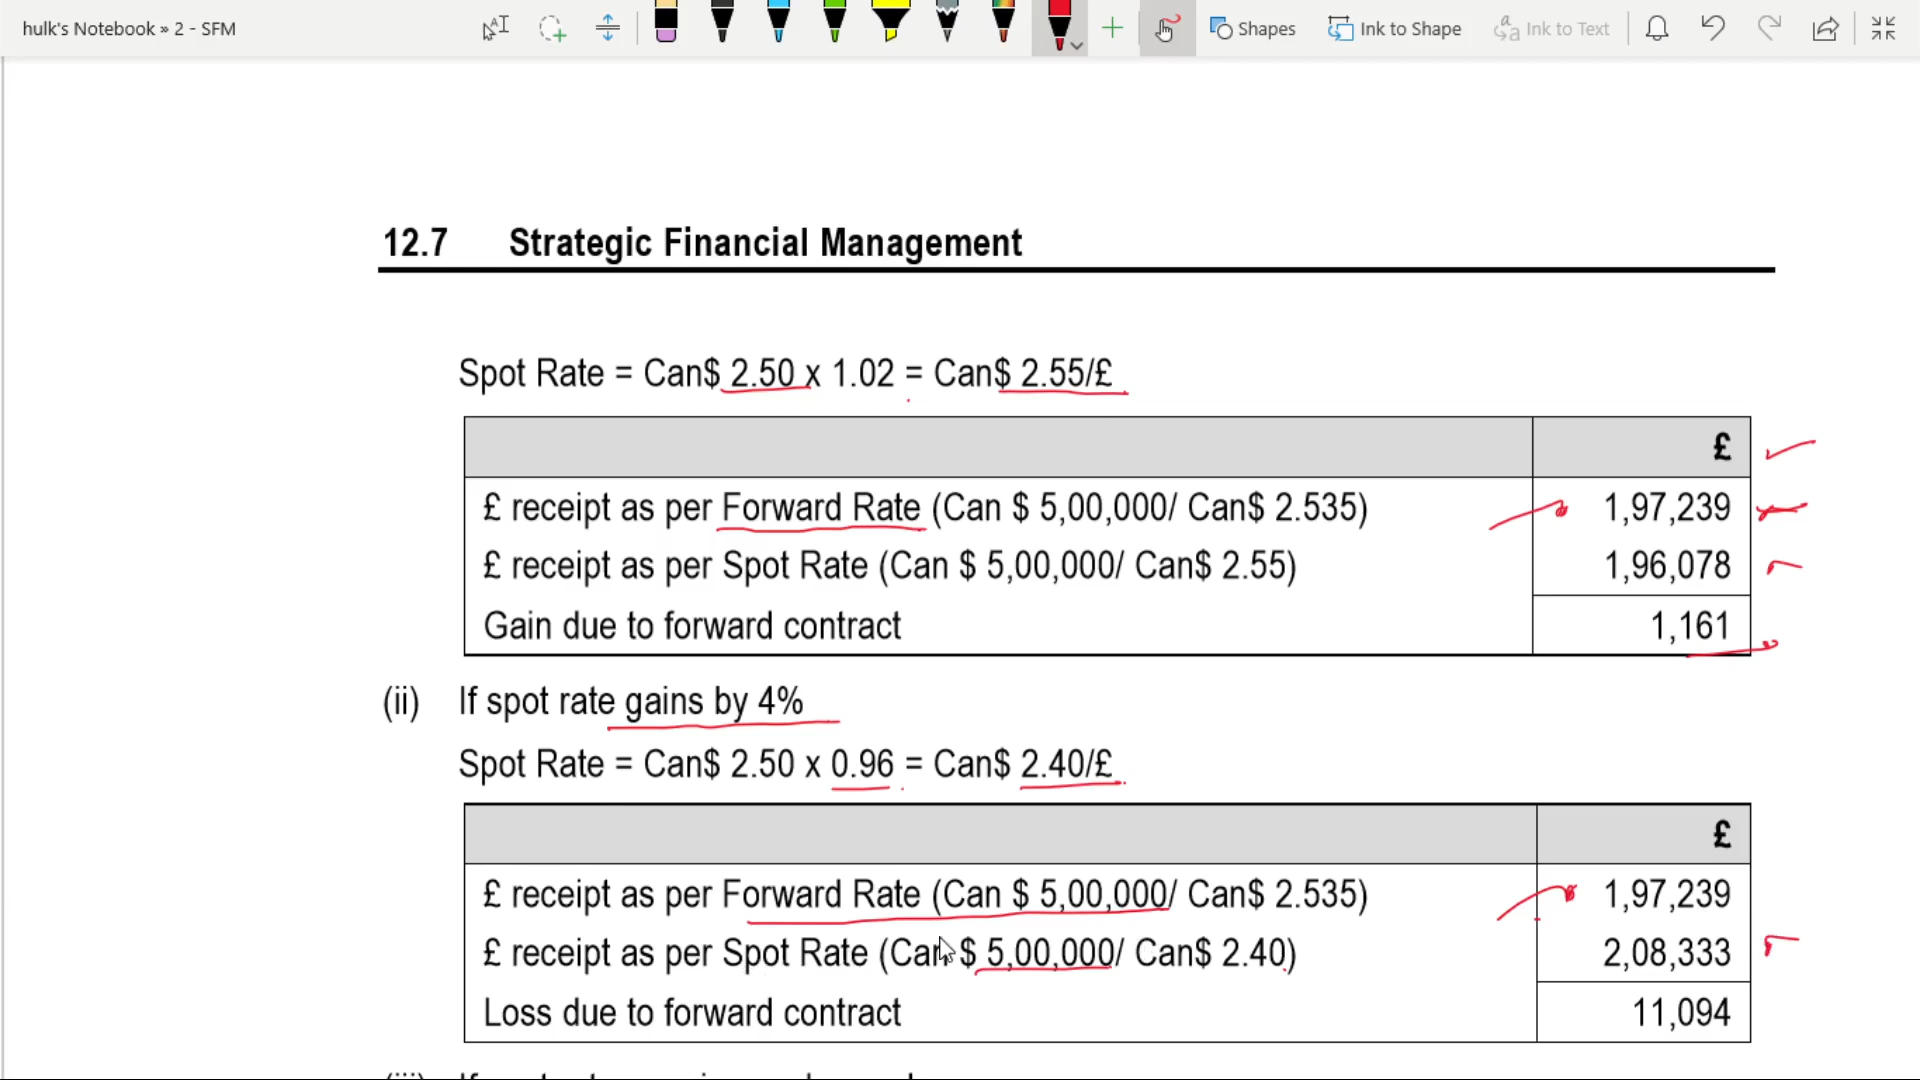 hulk's Notebook » 2 - SFM
Shapes
Ink to Shape
Ink to Text
12.7 Strategic Financial Management
Spot Rate = Can$ 2.50 x 1.02 = Can$ 2.55/£
£
£ receipt as per Forward Rate (Can $ 5,00,000/ Can$ 2.535) 1,97,239
£ receipt as per Spot Rate (Can $ 5,00,000/ Can$ 2.55) 1,96,078
Gain due to forward contract 1,161
(ii) If spot rate gains by 4%
Spot Rate = Can$ 2.50 x 0.96 = Can$ 2.40/£
£
£ receipt as per Forward Rate (Can $ 5,00,000/ Can$ 2.535) 1,97,239
£ receipt as per Spot Rate (Can $ 5,00,000/ Can$ 2.40) 2,08,333
Loss due to forward contract 11,094